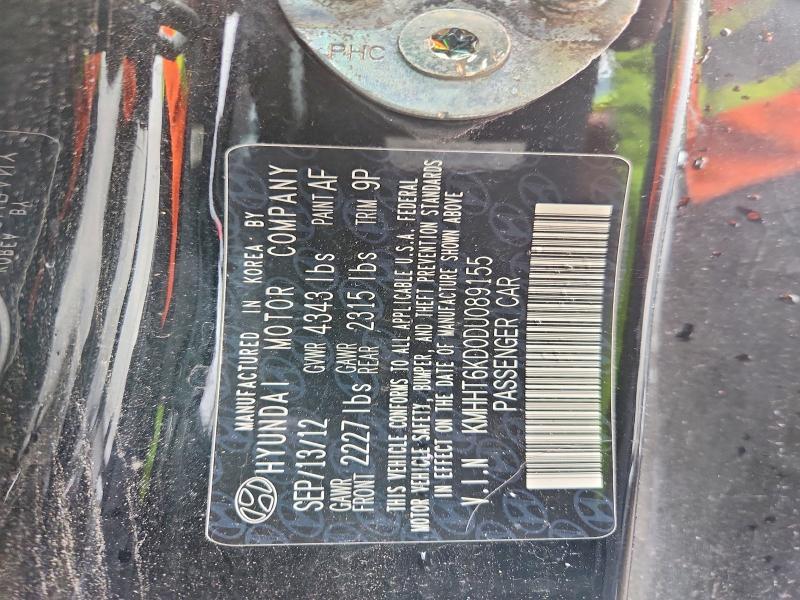 PHC
MANUFACTURED IN KOREA BY
HYUNDAI MOTOR COMPANY
SEP/13/12 GVWR 4343 lbs PAINT AF
GAWR FRONT 2227 lbs GAWR REAR 2315 lbs TRIM 9P
THIS VEHICLE CONFORMS TO ALL APPLICABLE U.S.A. FEDERAL
MOTOR VEHICLE SAFETY, BUMPER, AND THEFT PREVENTION STANDARDS
IN EFFECT ON THE DATE OF MANUFACTURE SHOWN ABOVE
V.I.N KMHHT6KD0DU089155
PASSENGER CAR